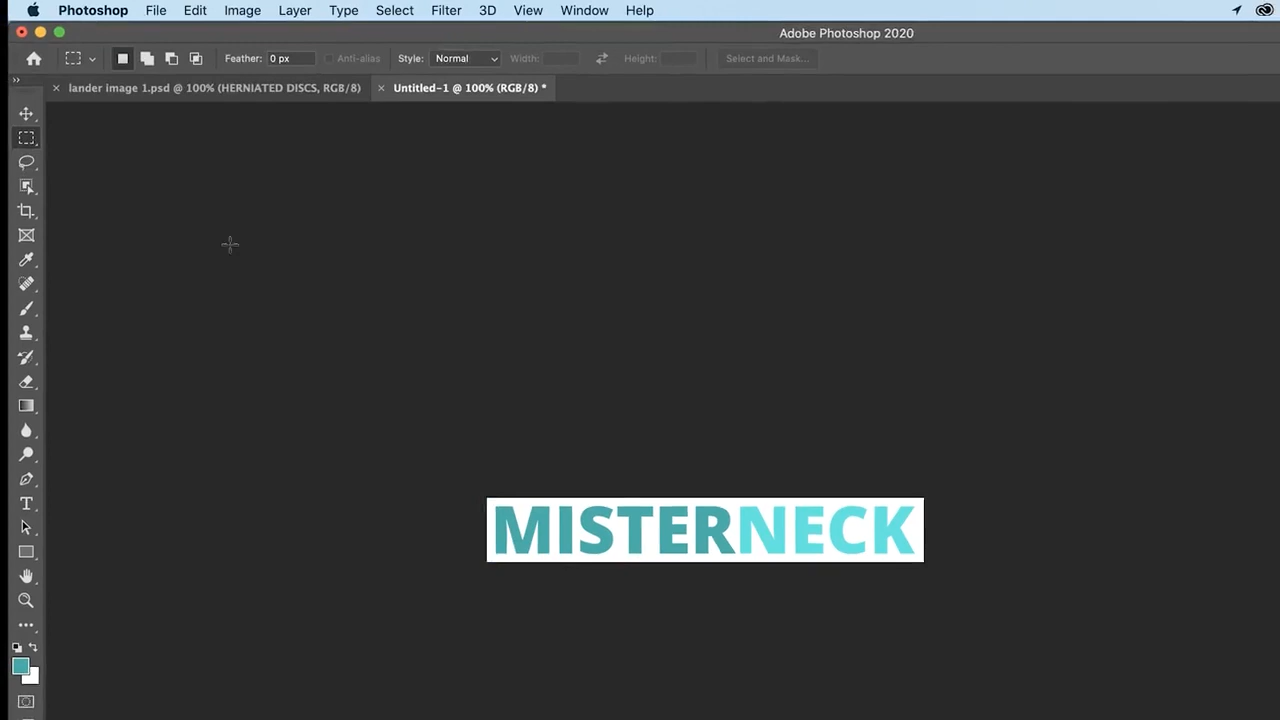 Photoshop File Edit Image Layer Type Select Filter 3D View Window Help
Adobe Photoshop 2020
Feather: 0 px Anti-alias Style: Normal Width: Height: Select and Mask...
lander image 1.psd @ 100% (HERNIATED DISCS, RGB/8) Untitled-1 @ 100% (RGB/8) *
MISTERNECK